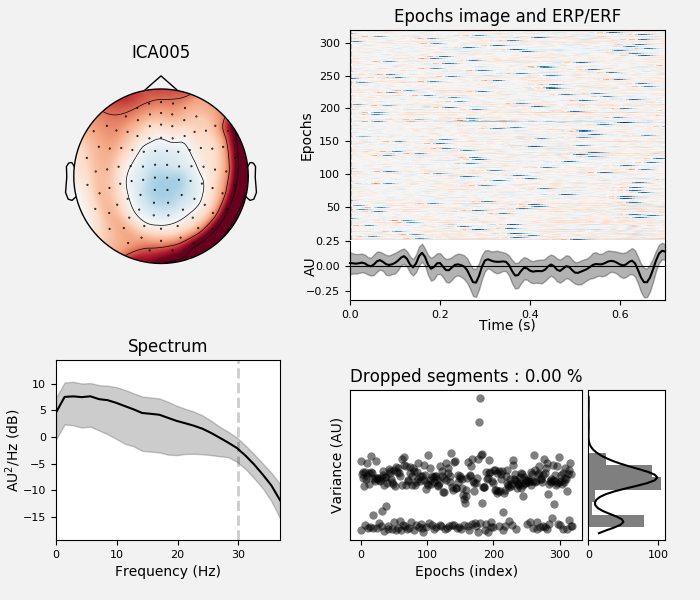 ICA005
Epochs image and ERP/ERF
Epochs
300
250
200
150
100
50
AU
0.25
0.00
−0.25
0.0
0.2
0.4
0.6
Time (s)
Spectrum
AU²/Hz (dB)
10
5
0
−5
−10
−15
0
10
20
30
Frequency (Hz)
Dropped segments : 0.00 %
Variance (AU)
0
100
200
300
Epochs (index)
0
100